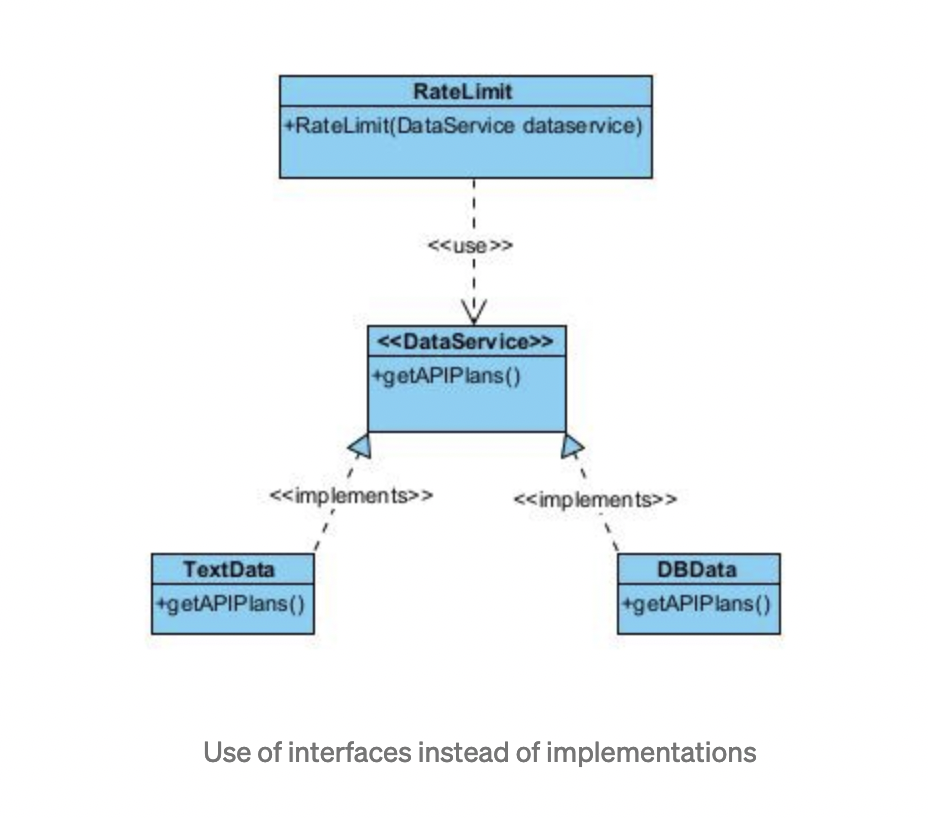 RateLimit
+RateLimit(DataService dataservice)
<<use>>
<<DataService>>
+getAPIPlans()
<<implements>>
<<implements>>
TextData
+getAPIPlans()
DBData
+getAPIPlans()
Use of interfaces instead of implementations